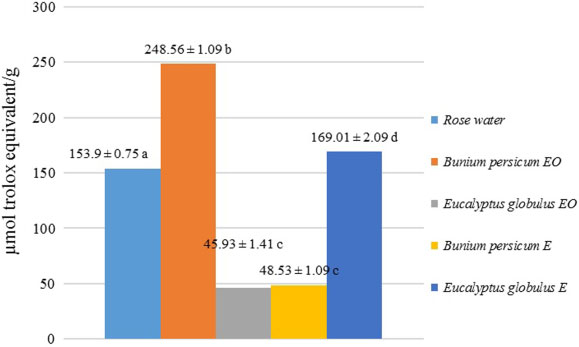 300
250
200
150
100
50
0
µmol trolox equivalent/g
153.9 ± 0.75 a
248.56 ± 1.09 b
45.93 ± 1.41 c
48.53 ± 1.09 c
169.01 ± 2.09 d
Rose water
Bunium persicum EO
Eucalyptus globulus EO
Bunium persicum E
Eucalyptus globulus E